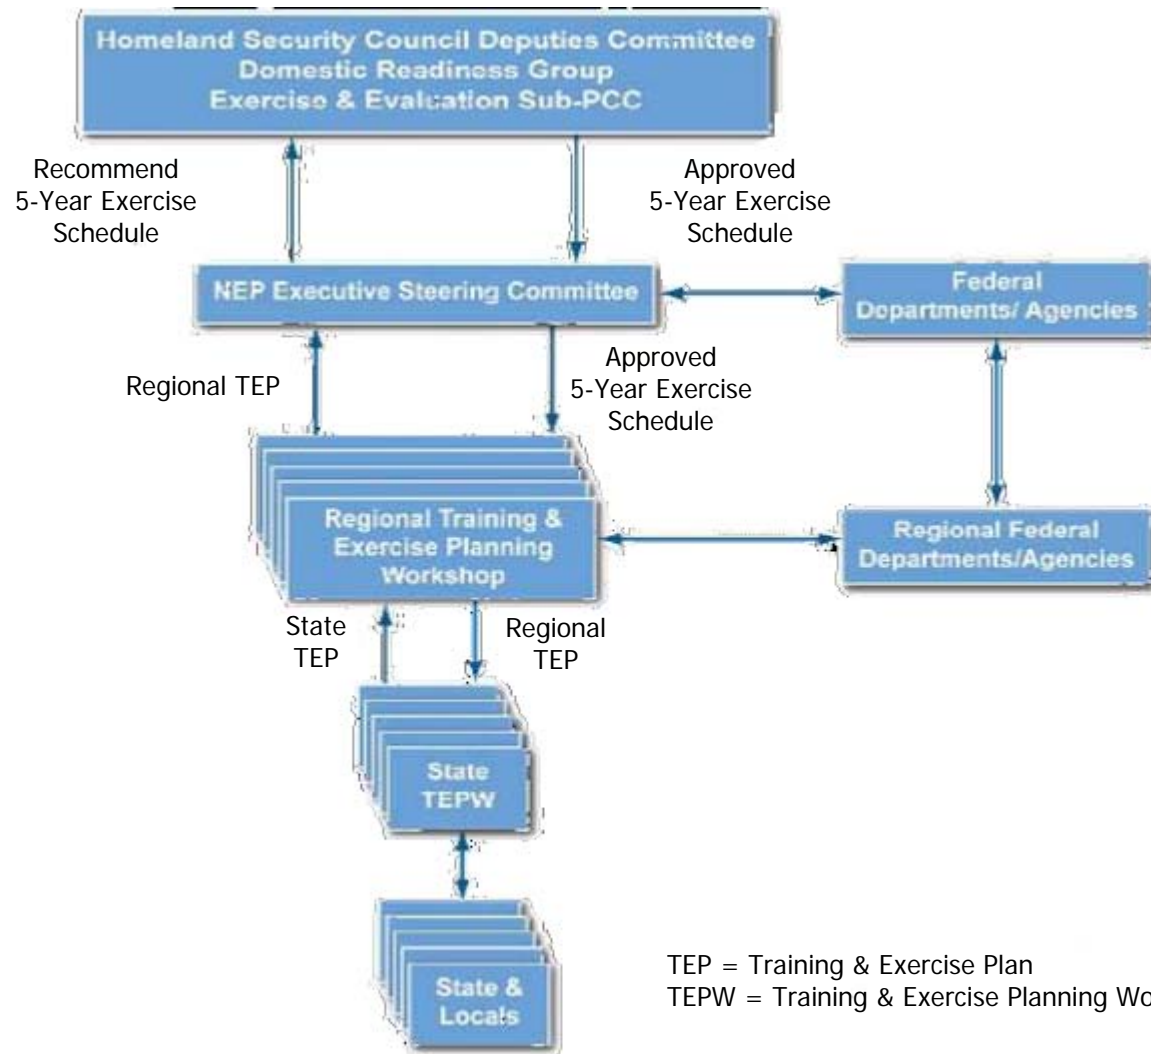 Homeland Security Council Deputies Committee
Domestic Readiness Group
Exercise & Evaluation Sub-PCC
Recommend
5-Year Exercise
Schedule
Approved
5-Year Exercise
Schedule
NEP Executive Steering Committee
Federal
Departments/ Agencies
Regional TEP
Approved
5-Year Exercise
Schedule
Regional Training &
Exercise Planning
Workshop
Regional Federal
Departments/Agencies
State
TEP
Regional
TEP
State
TEPW
State &
Locals
TEP = Training & Exercise Plan
TEPW = Training & Exercise Planning Wo